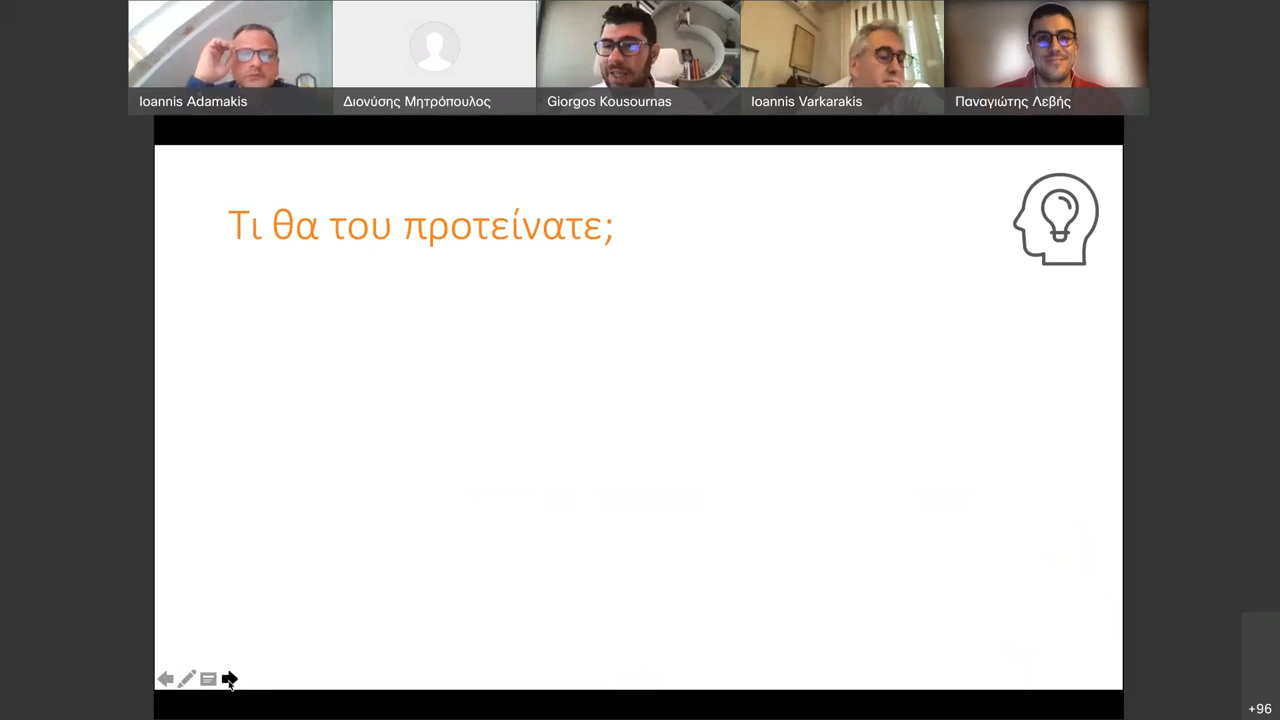 Ioannis Adamakis
Διονύσης Μητρόπουλος
Giorgos Kousournas
Ioannis Varkarakis
Παναγιώτης Λεβής
Τι θα του προτείνατε;
+96